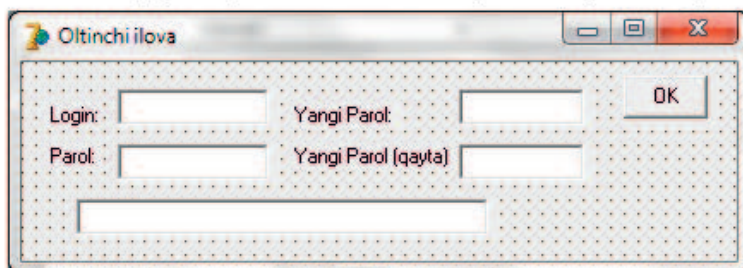 Oltinchi ilova
Login:
Yangi Parol:
OK
Parol:
Yangi Parol (qayta)